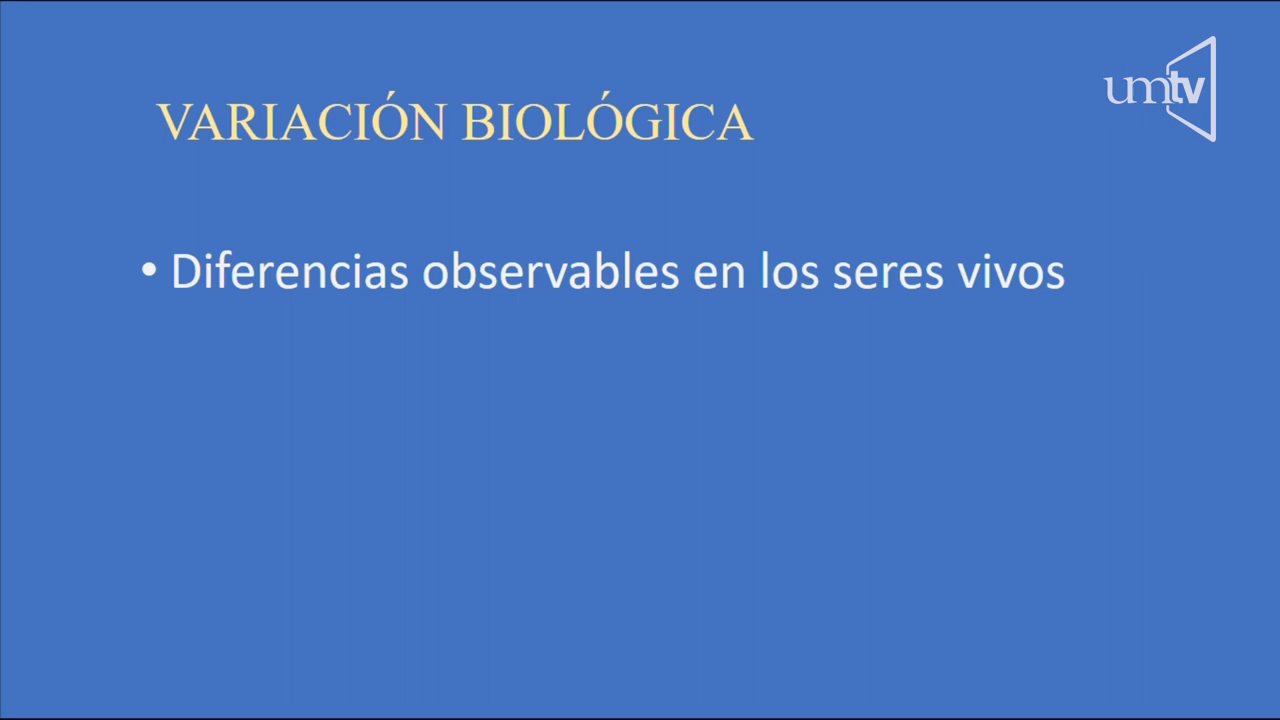 umtv
VARIACIÓN BIOLÓGICA
• Diferencias observables en los seres vivos